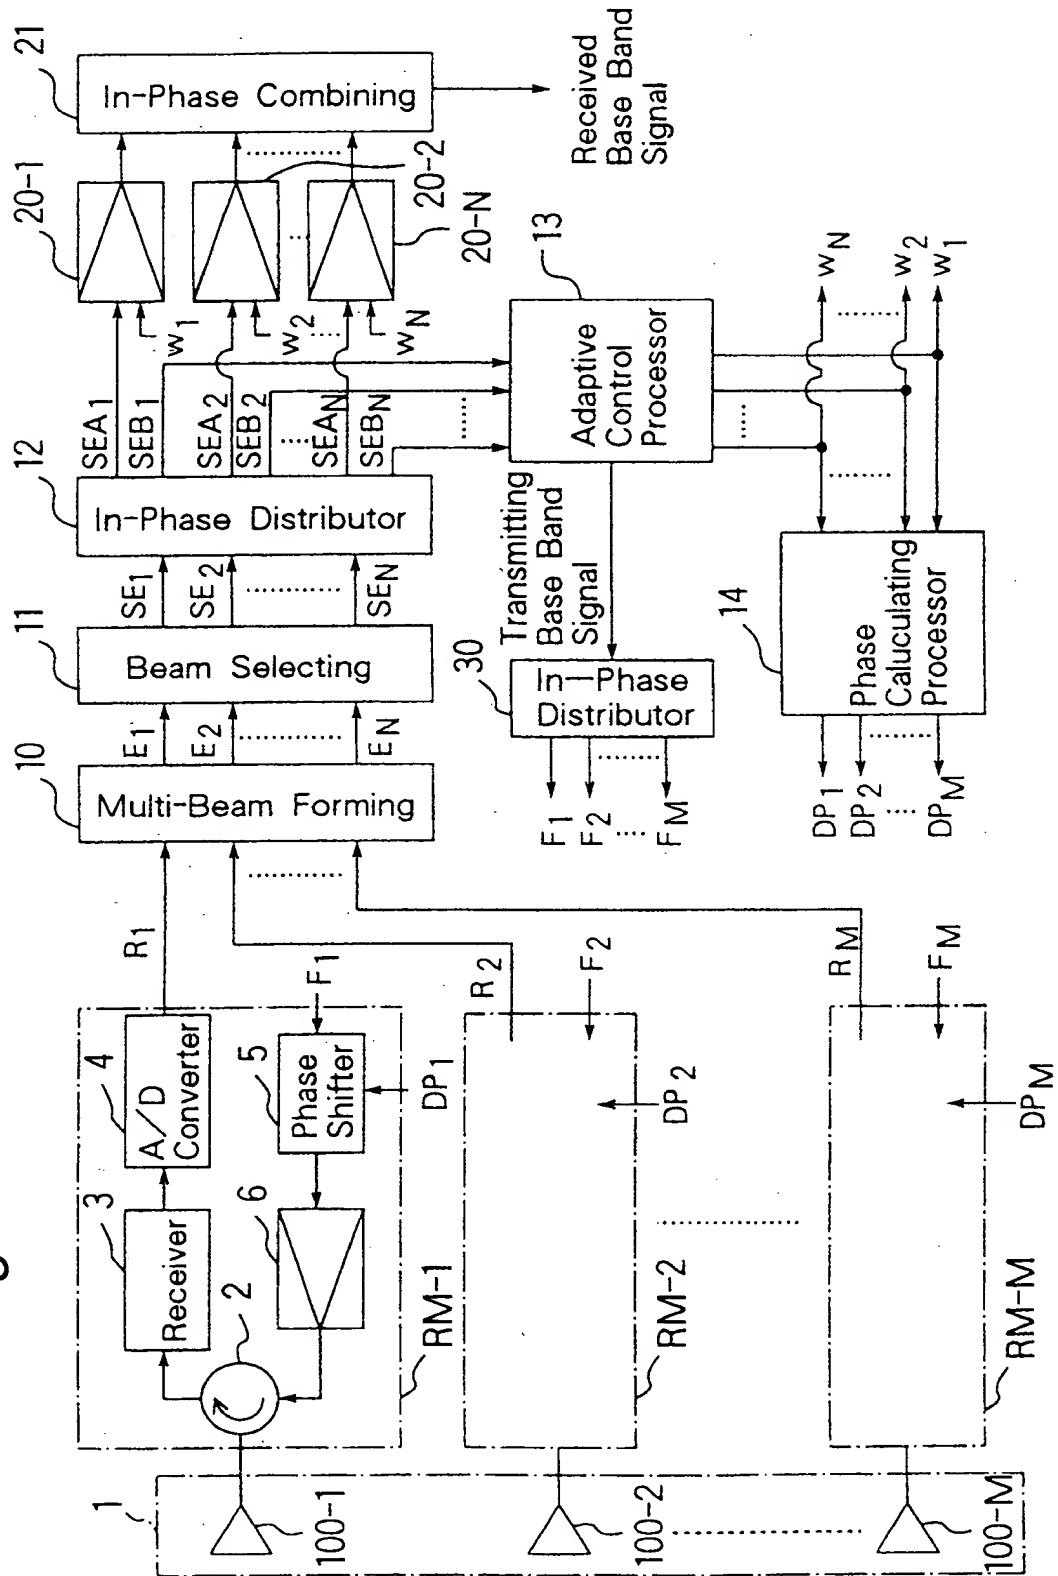 1
100-1
100-2
100-M
2
3
Receiver
4
A/D
Converter
5
Phase
Shifter
6
F1
DP1
RM-1
R1
R2
F2
DP2
RM-2
RM
FM
DPM
RM-M
10
Multi-Beam Forming
E1
E2
EN
11
Beam Selecting
SE1
SE2
SEN
12
In-Phase Distributor
SEA1
SEB1
SEA2
SEB2
SEAN
SEBN
W1
W2
WN
20-1
20-2
20-N
21
In-Phase Combining
Received
Base Band
Signal
13
Adaptive
Control
Processor
Transmitting
Base Band
Signal
30
In-Phase
Distributor
F1
F2
FM
14
Phase
Caluculating
Processor
DP1
DP2
DPM
WN
W2
W1